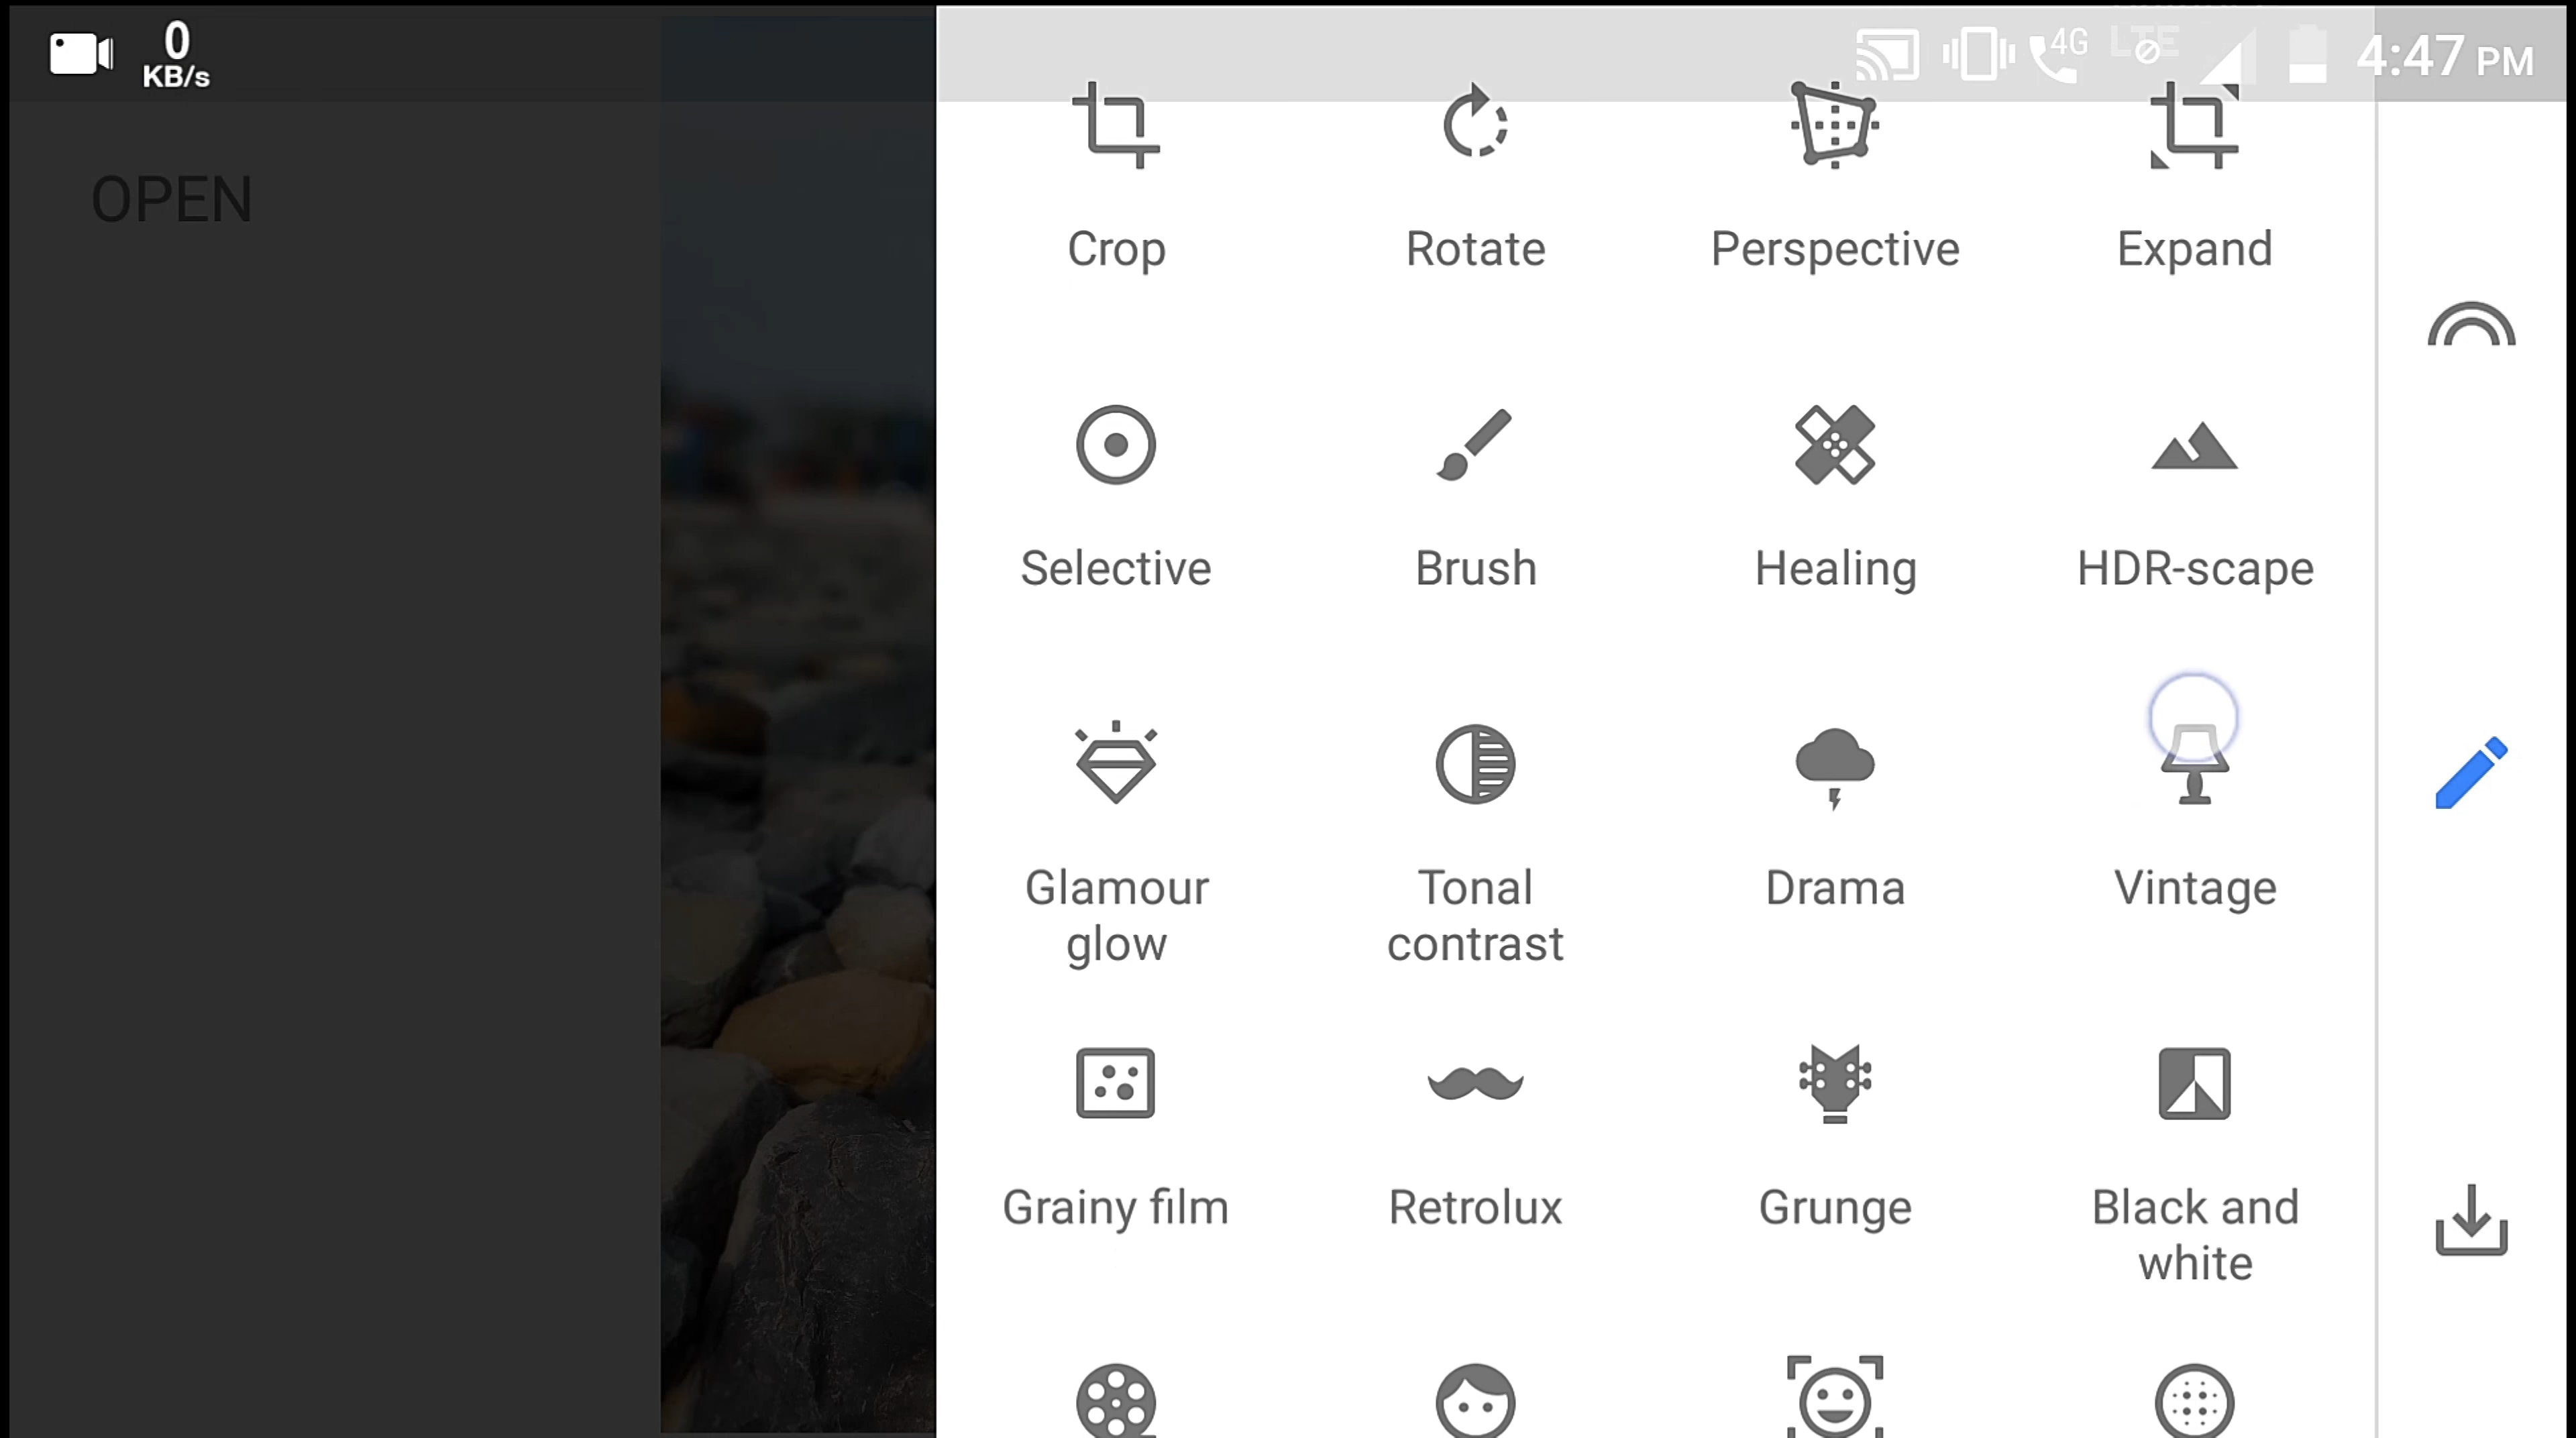 0
KB/s
4G
LTE
4:47 PM
OPEN
Crop
Rotate
Perspective
Expand
Selective
Brush
Healing
HDR-scape
Glamour
glow
Tonal
contrast
Drama
Vintage
Grainy film
Retrolux
Grunge
Black and
white